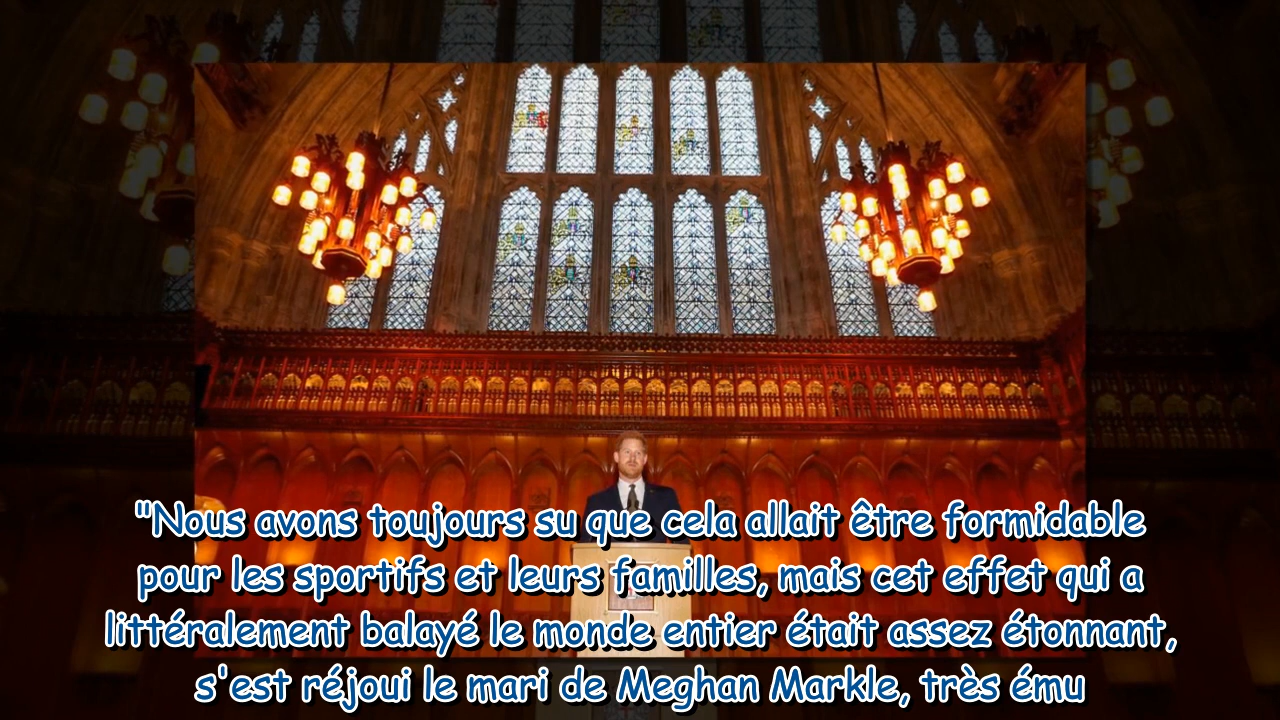 "Nous avons toujours su que cela allait être formidable
pour les sportifs et leurs familles, mais cet effet qui a
littéralement balayé le monde entier était assez étonnant,
s'est réjoui le mari de Meghan Markle, très ému